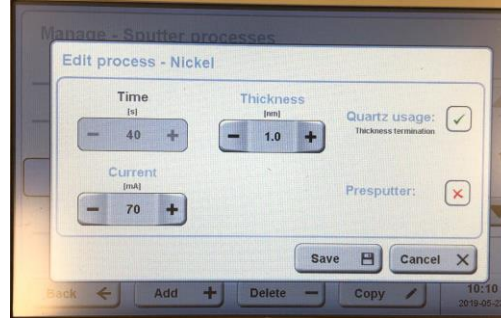 Manage - Sputter processes
Edit process - Nickel
Time
[s]
− 40 +
Thickness
[nm]
− 1.0 +
Quartz usage:
Thickness termination
Current
[mA]
− 70 +
Presputter:
Save
Cancel
Back
Add
Delete
Copy
10:10